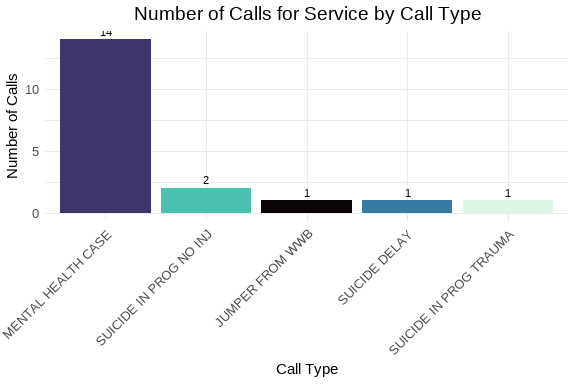 Number of Calls for Service by Call Type
Number of Calls
10
5
0
14
2
1
1
1
MENTAL HEALTH CASE
SUICIDE IN PROG NO INJ
JUMPER FROM WWB
SUICIDE DELAY
SUICIDE IN PROG TRAUMA
Call Type